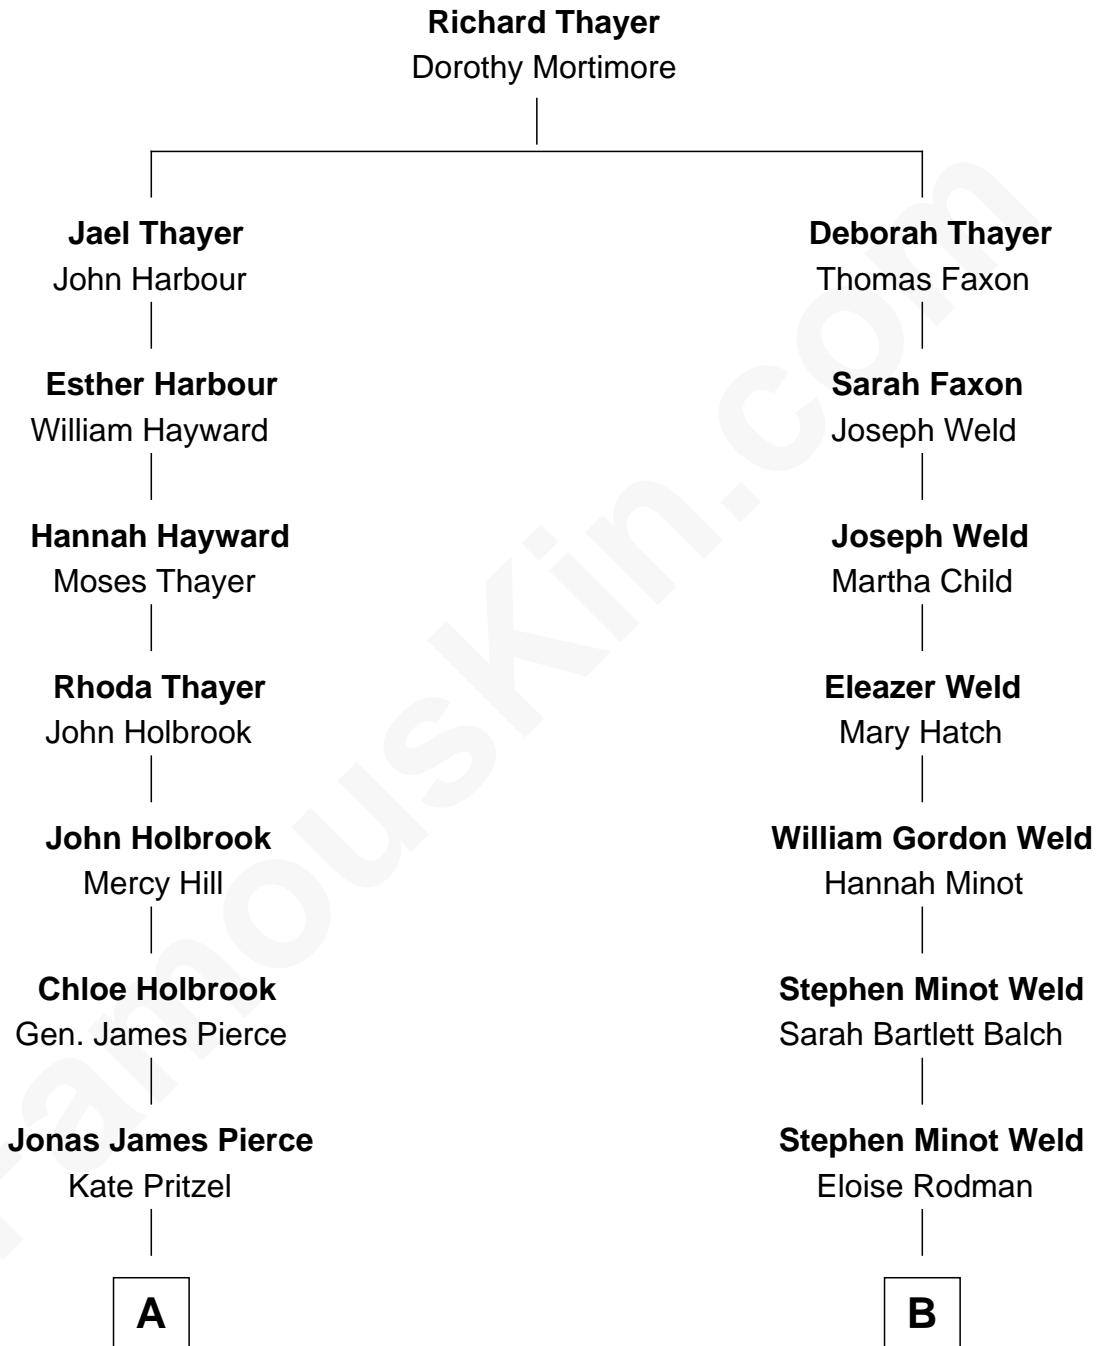 Richard Thayer
Dorothy Mortimore
Jael Thayer
John Harbour
Deborah Thayer
Thomas Faxon
Esther Harbour
William Hayward
Sarah Faxon
Joseph Weld
Hannah Hayward
Moses Thayer
Joseph Weld
Martha Child
Rhoda Thayer
John Holbrook
Eleazer Weld
Mary Hatch
John Holbrook
Mercy Hill
William Gordon Weld
Hannah Minot
Chloe Holbrook
Gen. James Pierce
Stephen Minot Weld
Sarah Bartlett Balch
Jonas James Pierce
Kate Pritzel
Stephen Minot Weld
Eloise Rodman
A
B
FamousKin.com